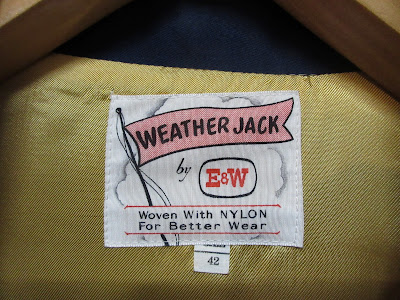 WEATHER JACK
by E&W
Woven With NYLON
For Better Wear
42